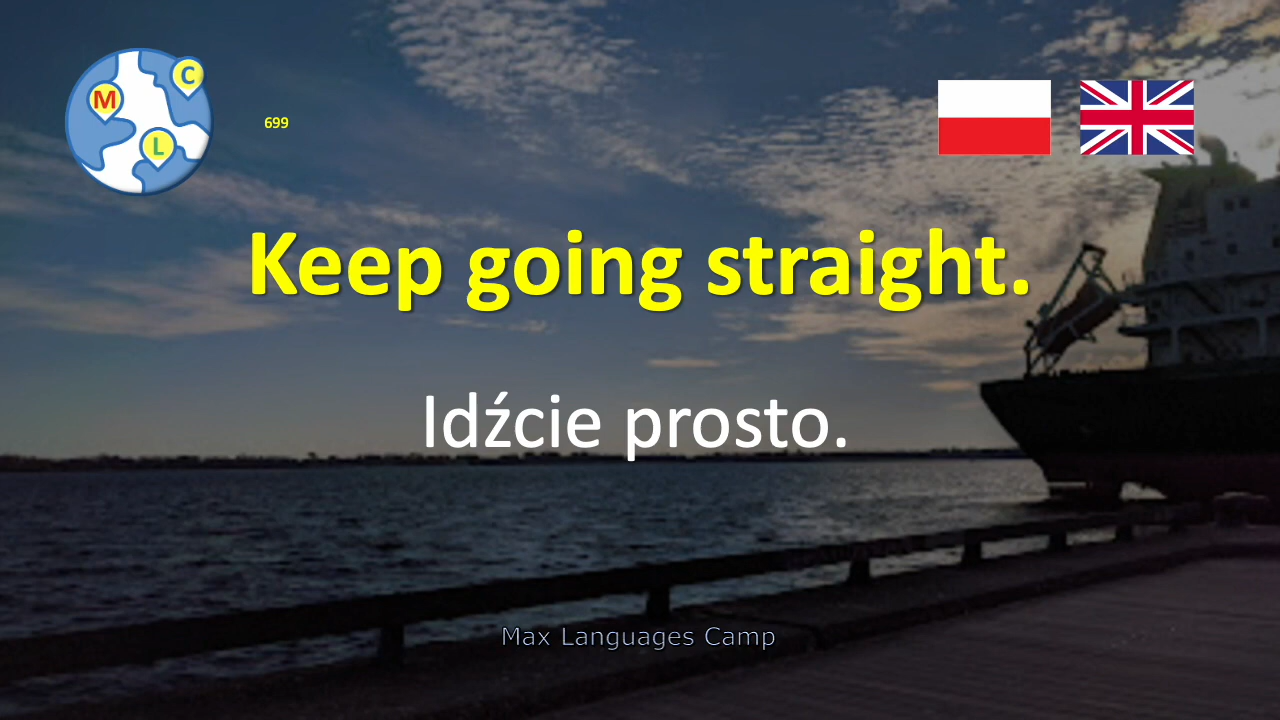 M
C
L
699
Keep going straight.
Idźcie prosto.
Max Languages Camp